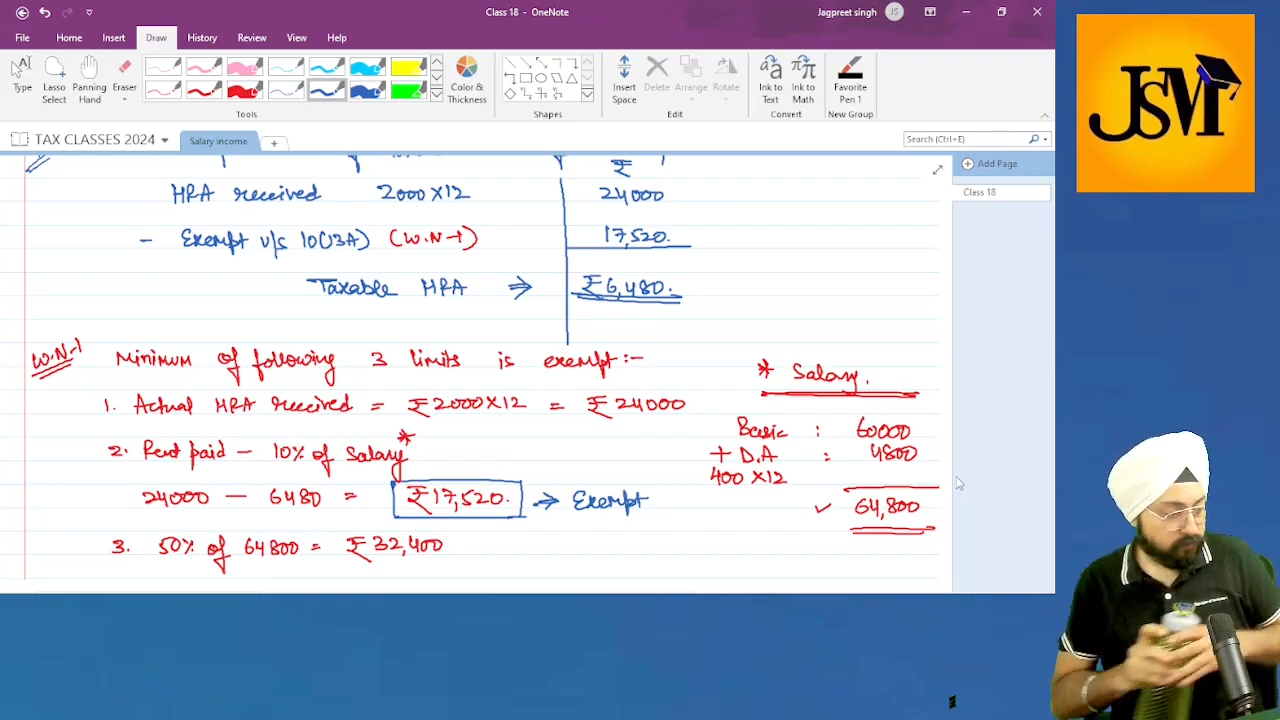 Class 18 - OneNote
Jagpreet singh JS
File Home Insert Draw History Review View Help
Type Lasso Select Panning Hand Eraser
Color & Thickness
Insert Space Delete Arrange Rotate
Ink to Text Ink to Math
Favorite Pen 1
Tools Shapes Edit Convert New Group
TAX CLASSES 2024 Salary income
Search (Ctrl+E)
Add Page
Class 18
JSM
₹
HRA received 2000×12 24000
- Exempt u/s 10(13A) (W.N-1) 17,520.
Taxable HRA ⇒ ₹6,480.
W.N-1 Minimum of following 3 limits is exempt:-
1. Actual HRA received = ₹2000×12 = ₹24000
2. Rent paid - 10% of Salary*
24000 - 6480 = ₹17,520. → Exempt
3. 50% of 64800 = ₹32,400
* Salary.
Basic : 60000
+ D.A : 4800
400×12
✓ 64,800